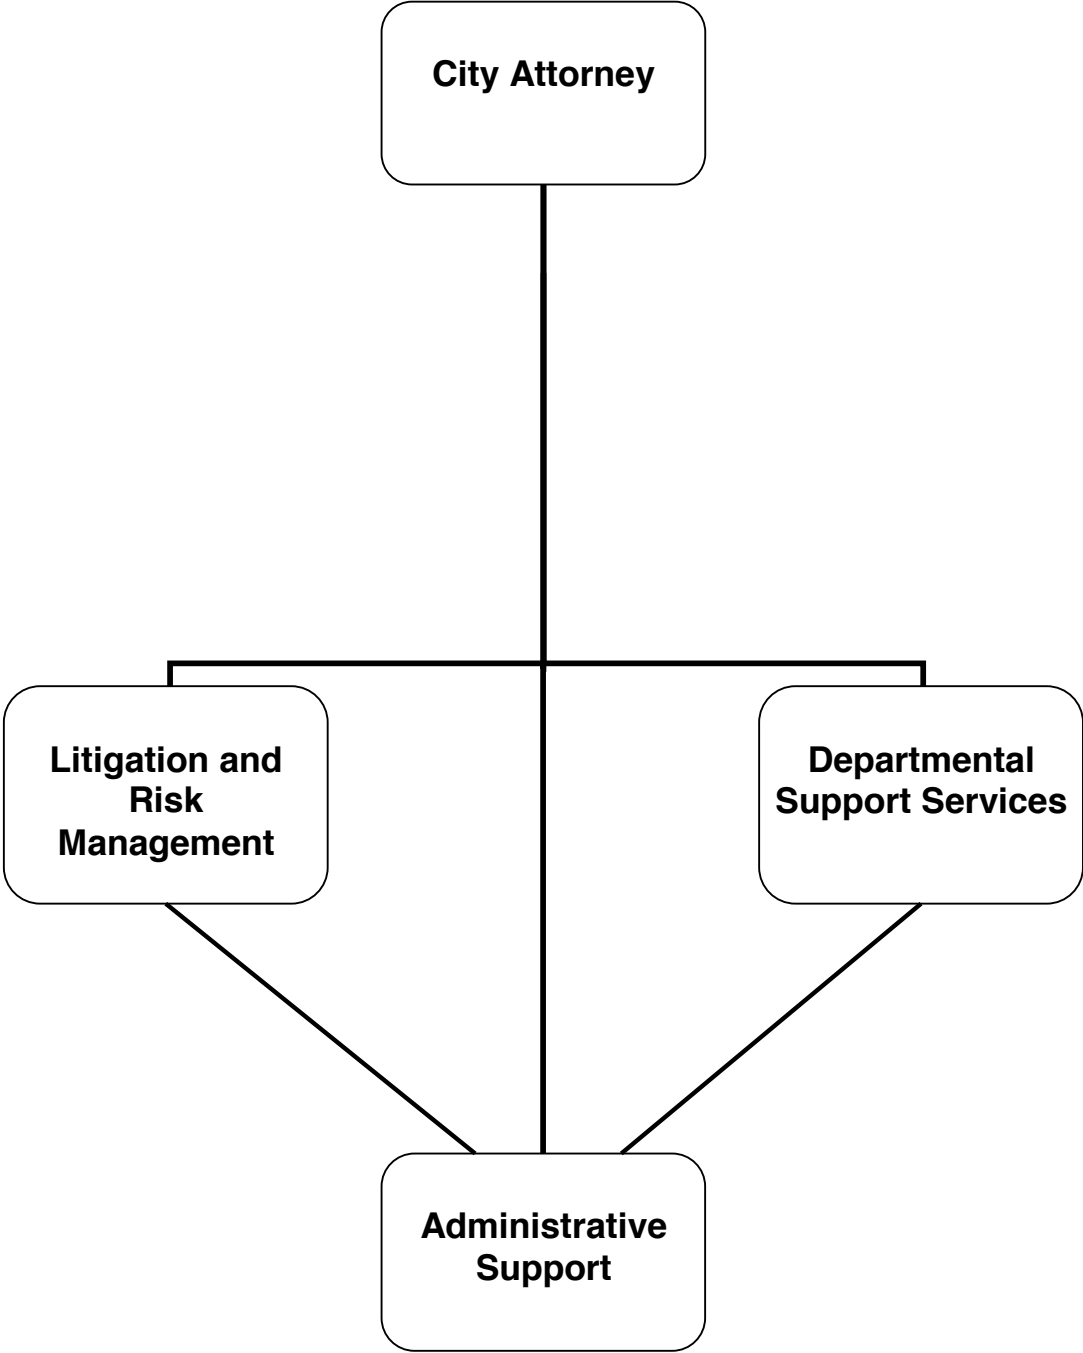 City Attorney
Litigation and
Risk
Management
Departmental
Support Services
Administrative
Support